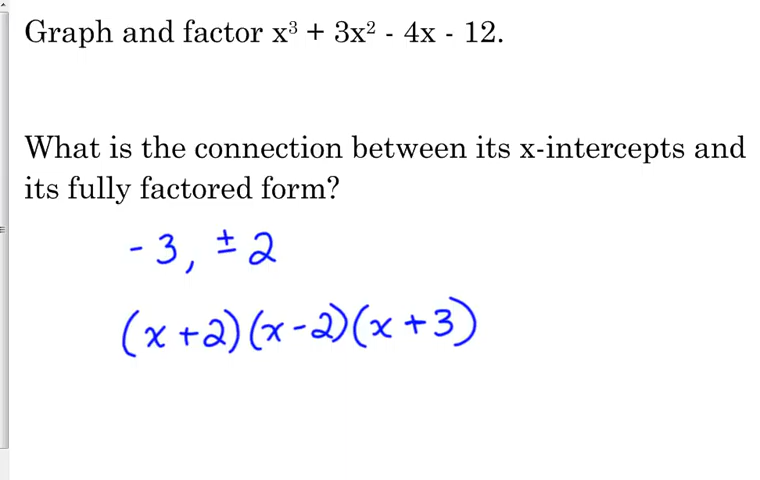 Graph and factor x³ + 3x² - 4x - 12.
What is the connection between its x-intercepts and
its fully factored form?
- 3, ± 2
(x + 2)(x - 2)(x + 3)